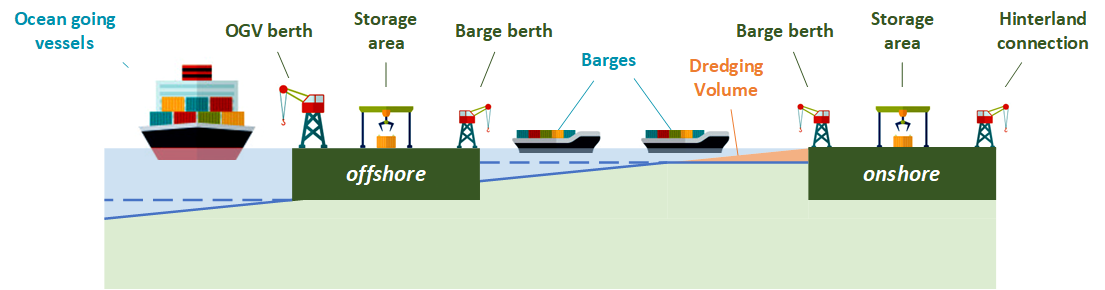 Ocean going
vessels
OGV berth
Storage
area
Barge berth
Barges
Dredging
Volume
Barge berth
Storage
area
Hinterland
connection
offshore
onshore